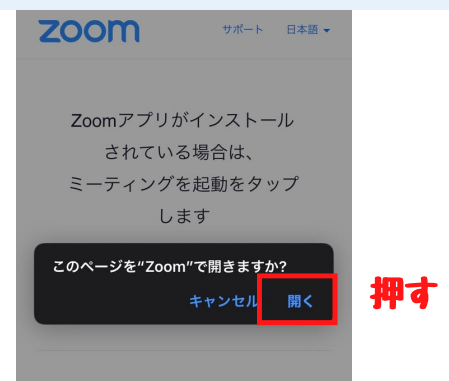 zoom サポート 日本語
Zoomアプリがインストール
されている場合は、
ミーティングを起動をタップ
します
このページを“Zoom”で開きますか?
キャンセル 開く
押す